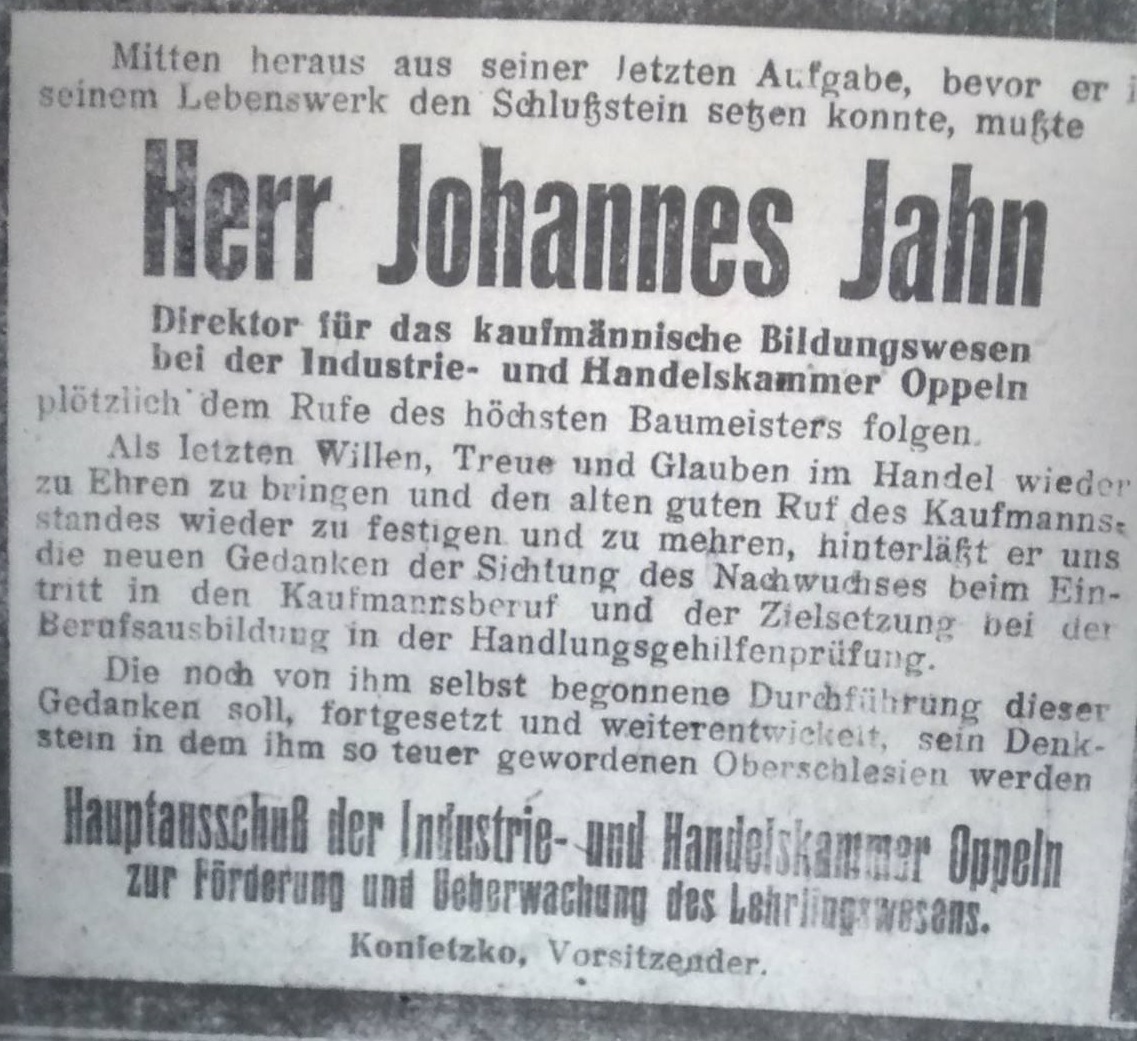 Mitten heraus aus seiner letzten Aufgabe, bevor er
seinem Lebenswerk den Schlußstein setzen konnte, mußte
Herr Johannes Jahn
Direktor für das kaufmännische Bildungswesen
bei der Industrie- und Handelskammer Oppeln
plötzlich dem Rufe des höchsten Baumeisters folgen.
Als letzten Willen, Treue und Glauben im Handel wieder
zu Ehren zu bringen und den alten guten Ruf des Kaufmanns-
standes wieder zu festigen und zu mehren, hinterläßt er uns
die neuen Gedanken der Sichtung des Nachwuchses beim Ein-
tritt in den Kaufmannsberuf und der Zielsetzung bei der
Berufsausbildung in der Handlungsgehilfenprüfung.
Die noch von ihm selbst begonnene Durchführung dieser
Gedanken soll, fortgesetzt und weiterentwickelt, sein Denk-
stein in dem ihm so teuer gewordenen Oberschlesien werden
Hauptausschuß der Industrie- und Handelskammer Oppeln
zur Förderung und Ueberwachung des Lehrlingswesens.
Konietzko, Vorsitzender.